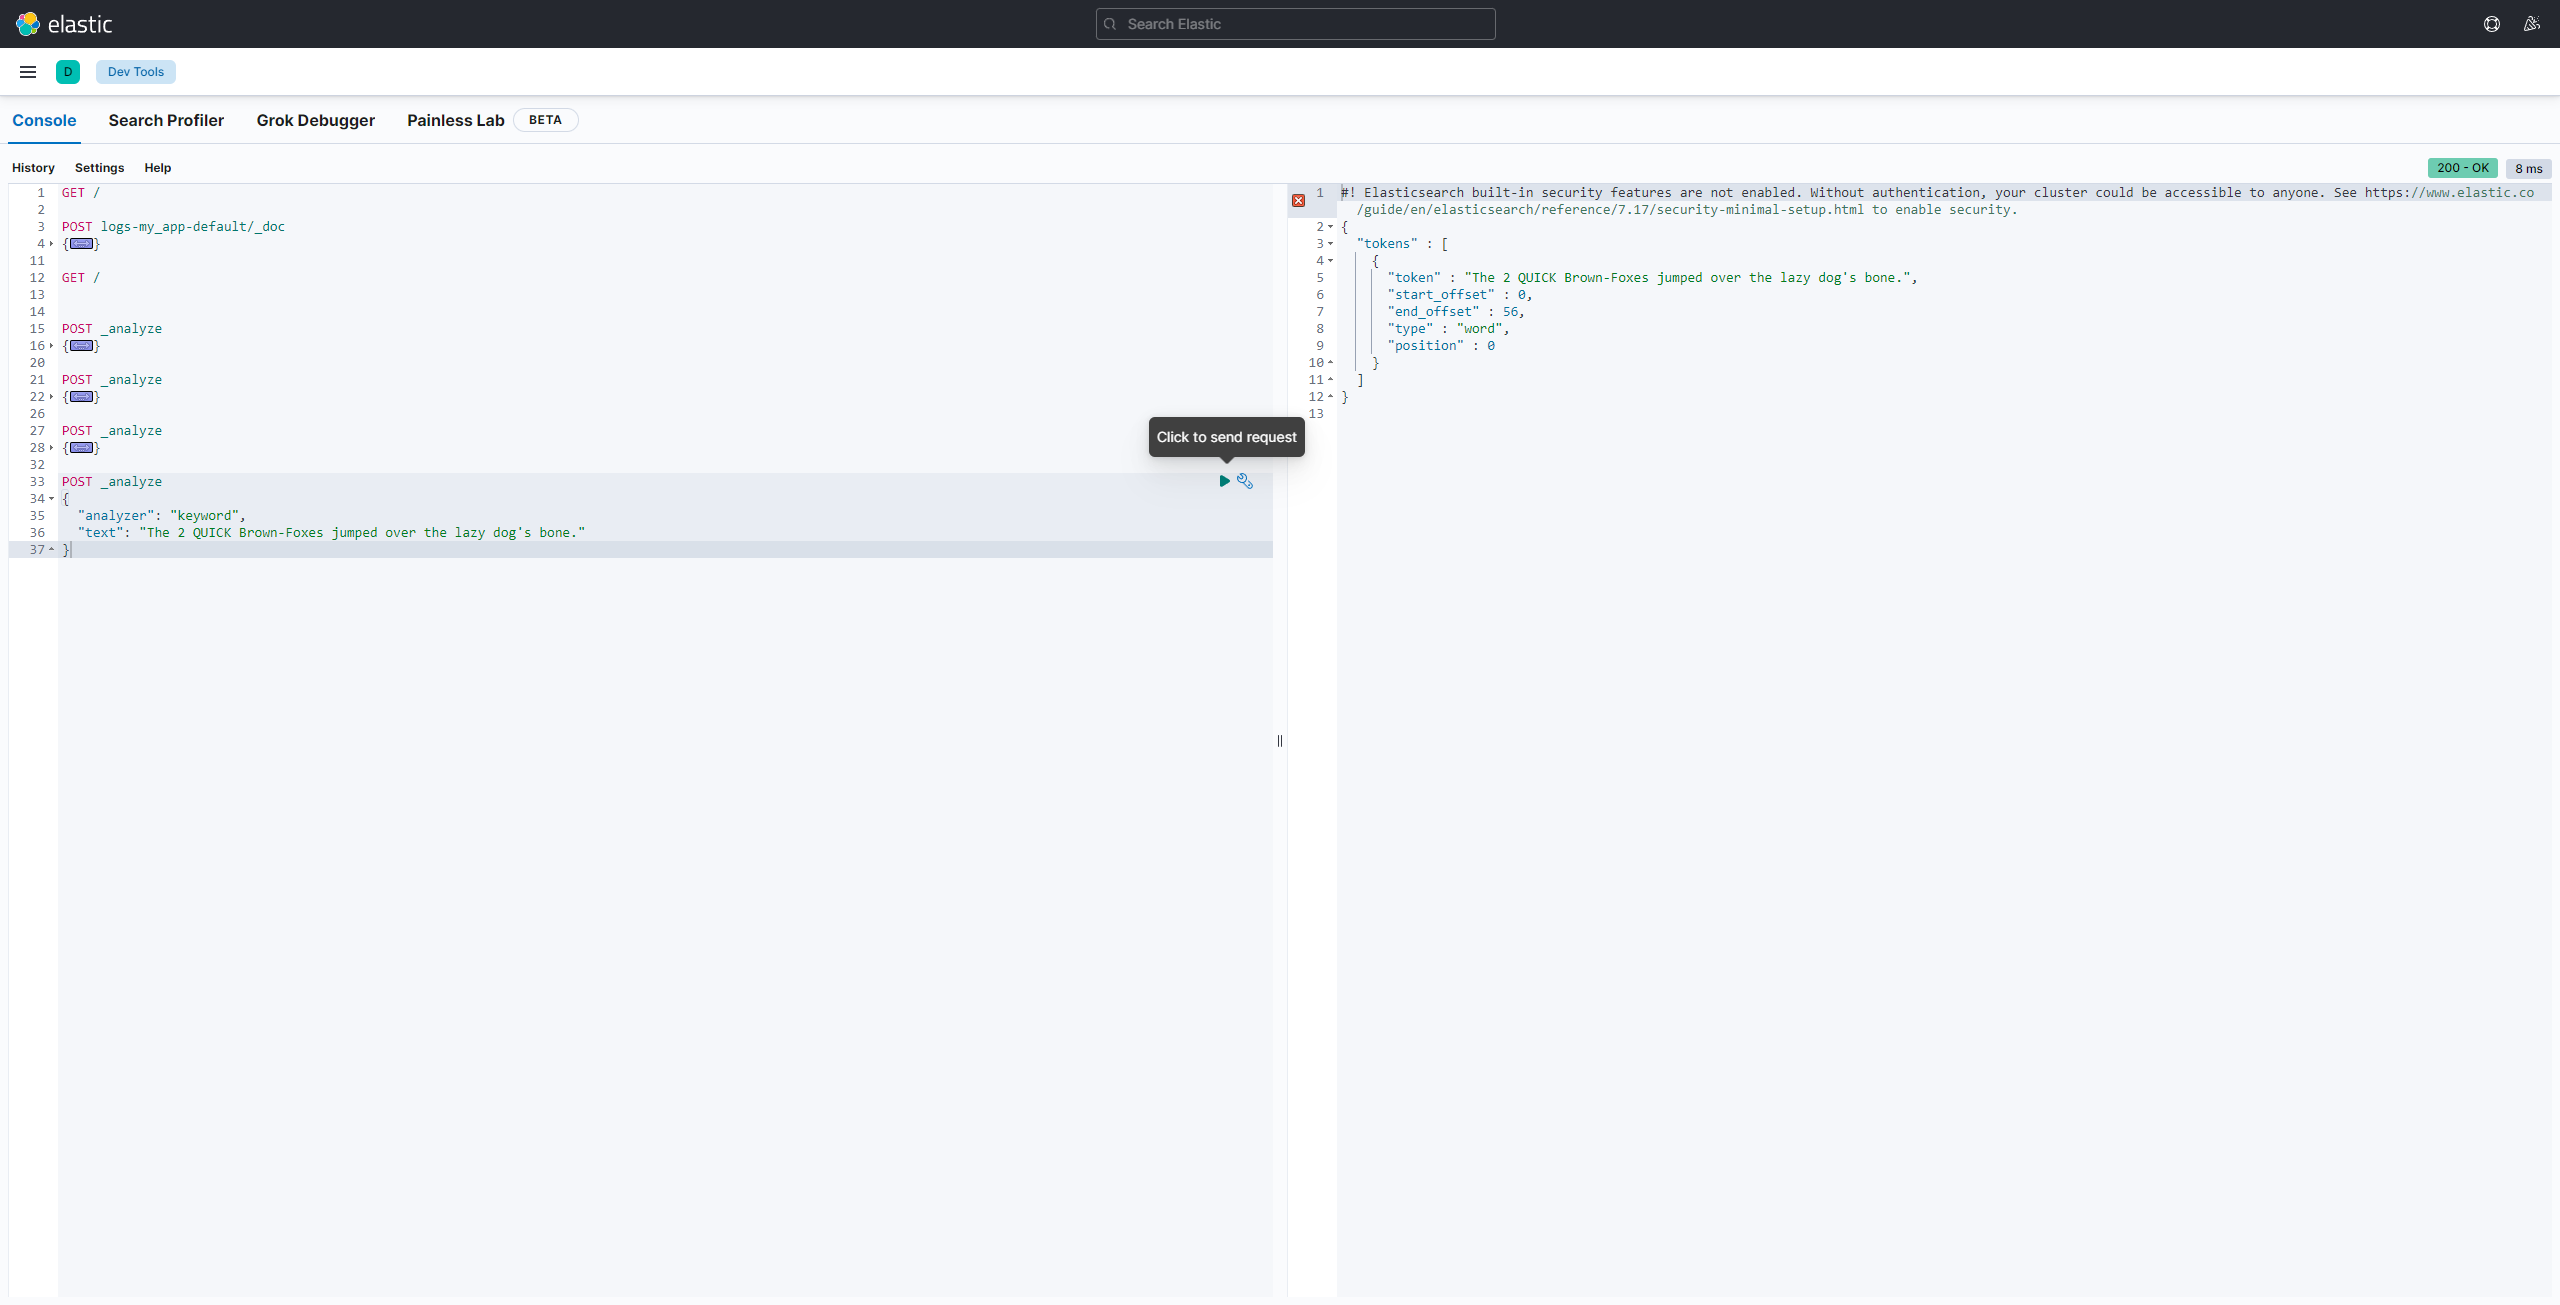 elastic
Search Elastic
D
Dev Tools
Console
Search Profiler
Grok Debugger
Painless Lab
BETA
History
Settings
Help
200 - OK
8 ms
1 GET /
2
3 POST logs-my_app-default/_doc
4 {}
11
12 GET /
13
14
15 POST _analyze
16 {}
20
21 POST _analyze
22 {}
26
27 POST _analyze
28 {}
32
33 POST _analyze
34 {
35 "analyzer": "keyword",
36 "text": "The 2 QUICK Brown-Foxes jumped over the lazy dog's bone."
37 }
Click to send request
1 #! Elasticsearch built-in security features are not enabled. Without authentication, your cluster could be accessible to anyone. See https://www.elastic.co
/guide/en/elasticsearch/reference/7.17/security-minimal-setup.html to enable security.
2 {
3 "tokens" : [
4 {
5 "token" : "The 2 QUICK Brown-Foxes jumped over the lazy dog's bone.",
6 "start_offset" : 0,
7 "end_offset" : 56,
8 "type" : "word",
9 "position" : 0
10 }
11 ]
12 }
13